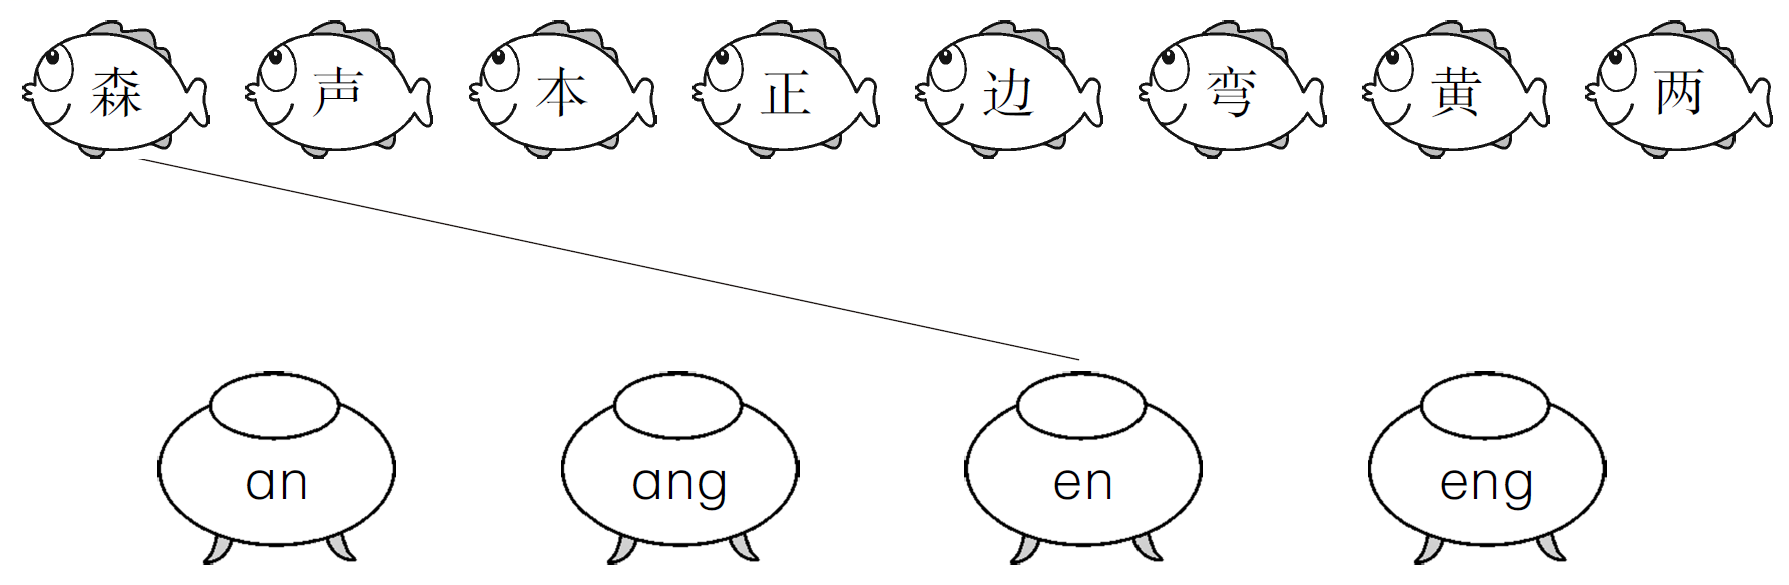 森 声 本 正 边 弯 黄 两
an ang en eng